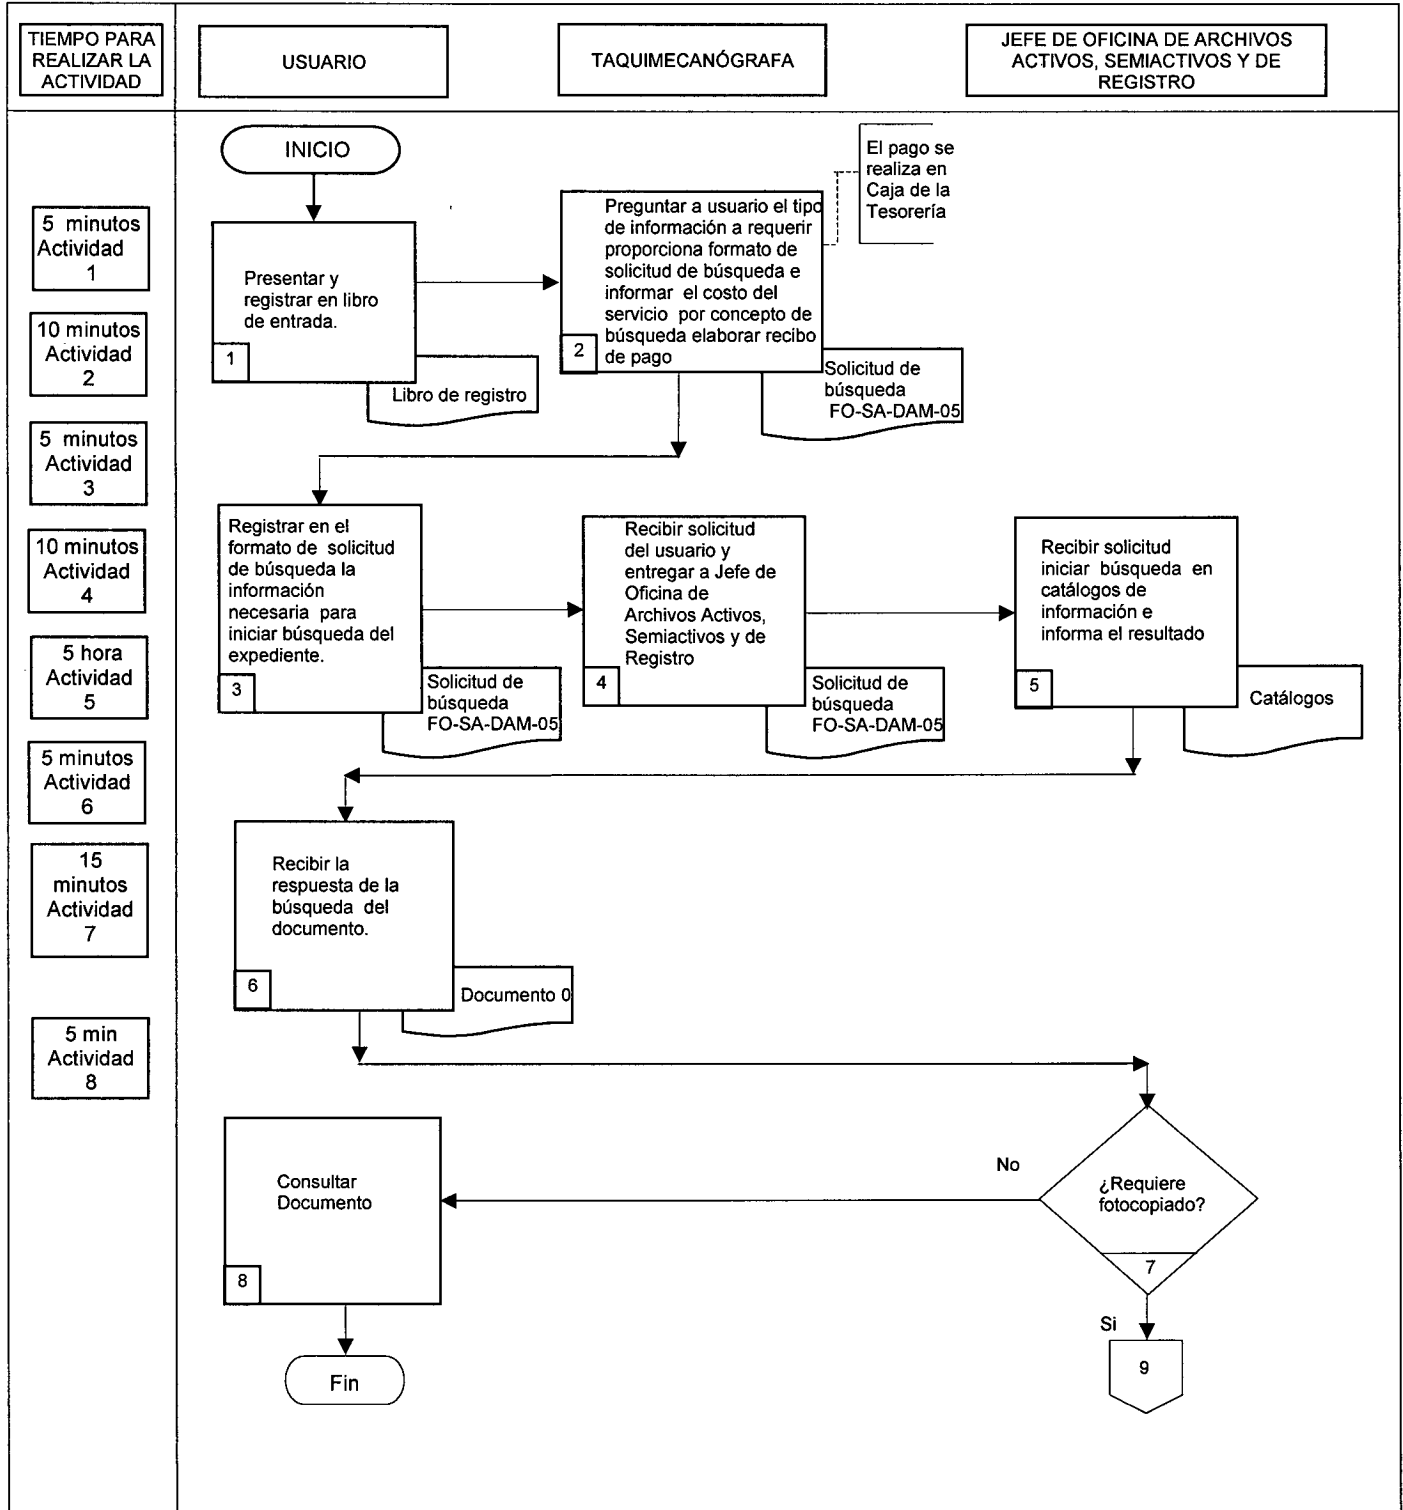 TIEMPO PARA
REALIZAR LA
ACTIVIDAD
USUARIO
TAQUIMECANÓGRAFA
JEFE DE OFICINA DE ARCHIVOS
ACTIVOS, SEMIACTIVOS Y DE
REGISTRO
INICIO
El pago se
realiza en
Caja de la
Tesorería
5 minutos
Actividad
1
Presentar y
registrar en libro
de entrada.
1
Libro de registro
Preguntar a usuario el tipo
de información a requerir
proporciona formato de
solicitud de búsqueda e
informar el costo del
servicio por concepto de
búsqueda elaborar recibo
de pago
2
Solicitud de
búsqueda
FO-SA-DAM-05
10 minutos
Actividad
2
5 minutos
Actividad
3
Registrar en el
formato de solicitud
de búsqueda la
información
necesaria para
iniciar búsqueda del
expediente.
3
Solicitud de
búsqueda
FO-SA-DAM-05
Recibir solicitud
del usuario y
entregar a Jefe de
Oficina de
Archivos Activos,
Semiactivos y de
Registro
4
Solicitud de
búsqueda
FO-SA-DAM-05
Recibir solicitud
iniciar búsqueda en
catálogos de
información e
informa el resultado
5
Catálogos
10 minutos
Actividad
4
5 hora
Actividad
5
5 minutos
Actividad
6
Recibir la
respuesta de la
búsqueda del
documento.
6
Documento 0
15
minutos
Actividad
7
5 min
Actividad
8
Consultar
Documento
8
No
¿Requiere
fotocopiado?
7
Si
9
Fin